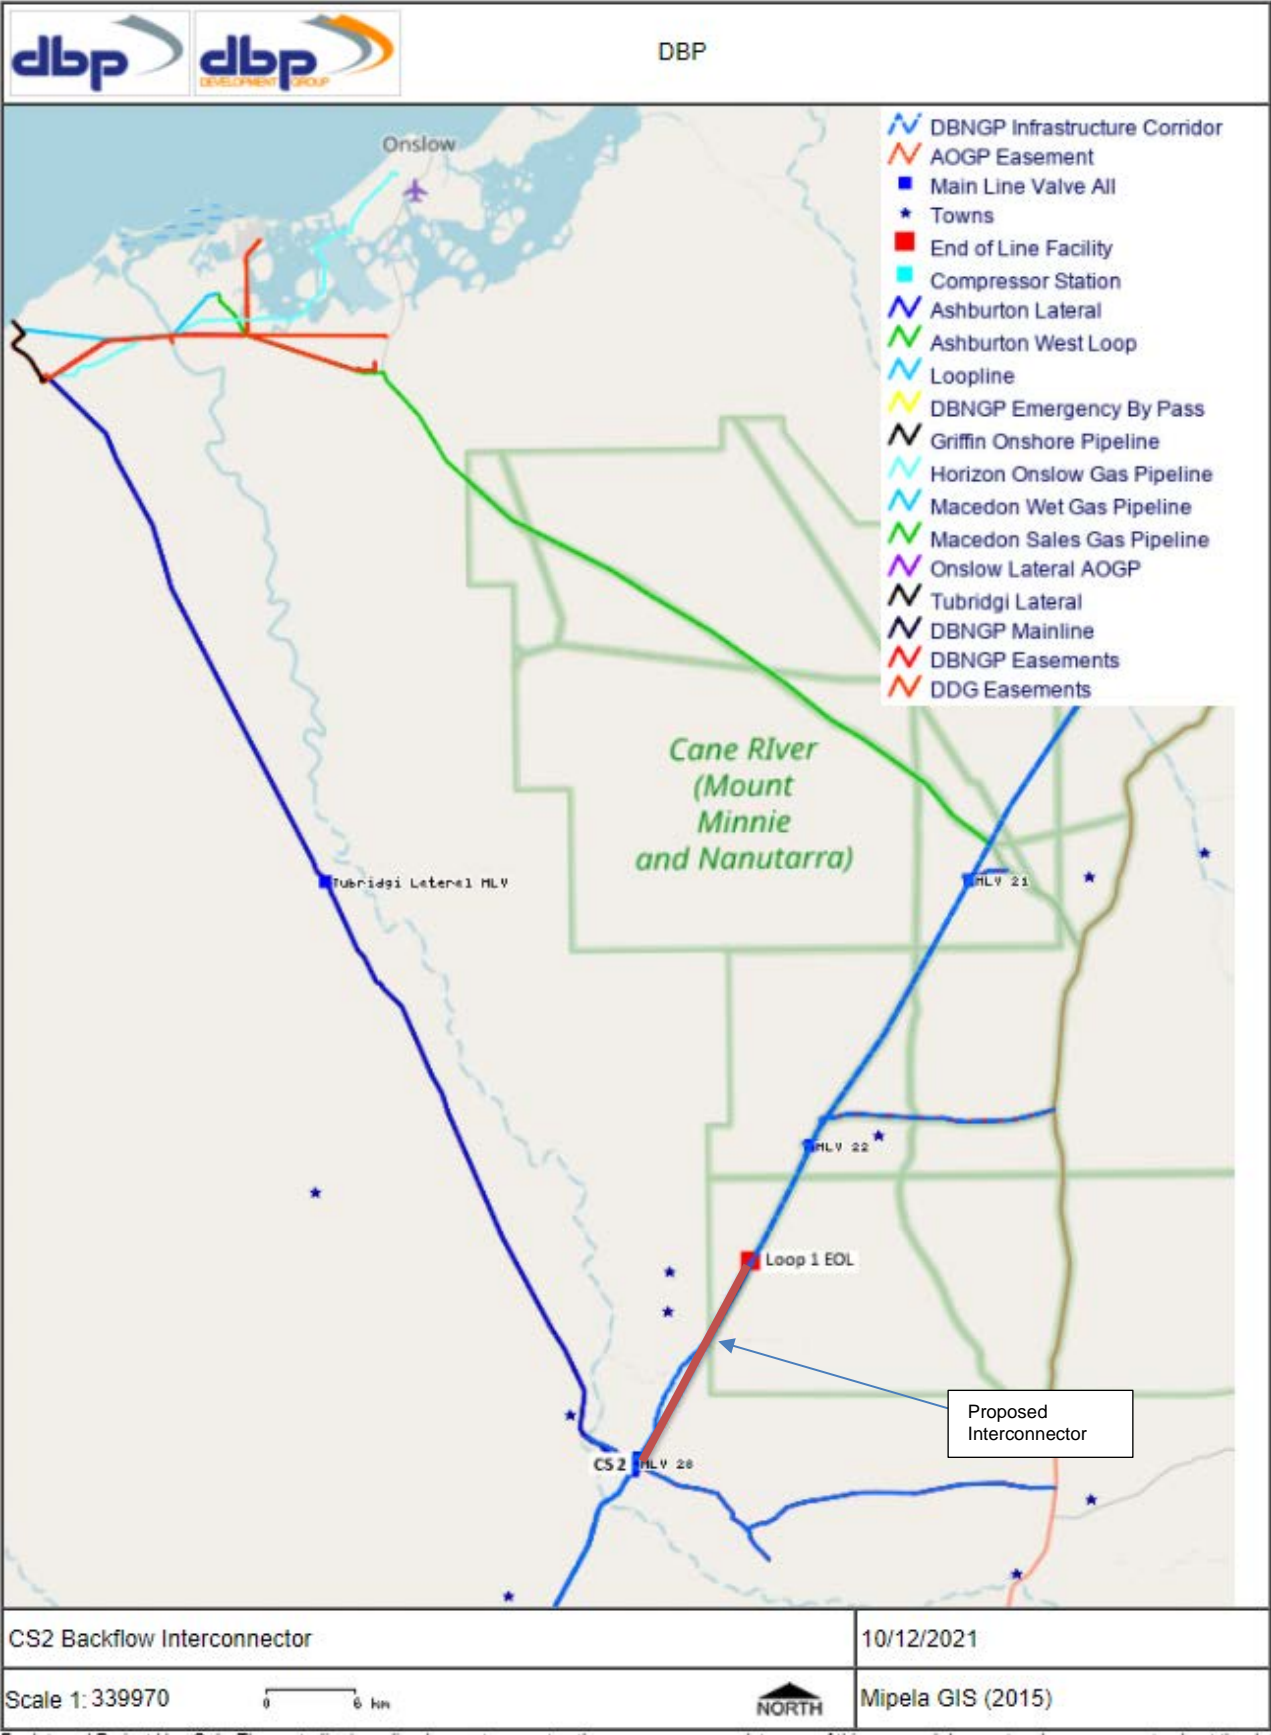 dbp
dbp
DEVELOPMENT GROUP
DBP
Onslow
DBNGP Infrastructure Corridor
AOGP Easement
Main Line Valve All
Towns
End of Line Facility
Compressor Station
Ashburton Lateral
Ashburton West Loop
Loopline
DBNGP Emergency By Pass
Griffin Onshore Pipeline
Horizon Onslow Gas Pipeline
Macedon Wet Gas Pipeline
Macedon Sales Gas Pipeline
Onslow Lateral AOGP
Tubridgi Lateral
DBNGP Mainline
DBNGP Easements
DDG Easements
Cane RIver
(Mount
Minnie
and Nanutarra)
Tubridgi Lateral MLV
MLV 21
MLV 22
Loop 1 EOL
Proposed
Interconnector
CS2
MLV 28
CS2 Backflow Interconnector
10/12/2021
Scale 1: 339970
0 6 km
NORTH
Mipela GIS (2015)